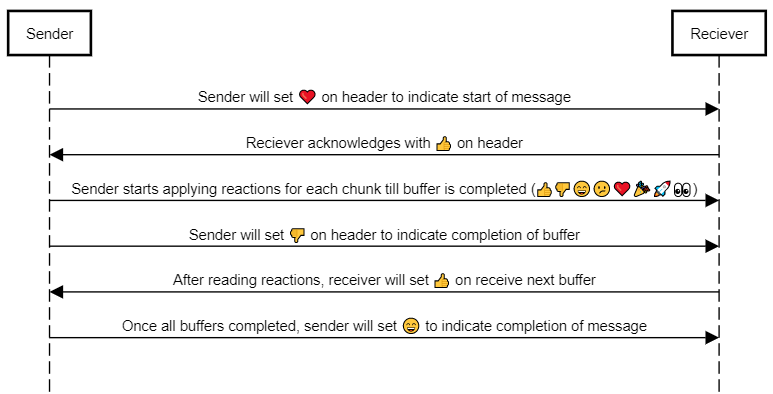 Sender
Reciever
Sender will set ❤️ on header to indicate start of message
Reciever acknowledges with 👍 on header
Sender starts applying reactions for each chunk till buffer is completed (👍👎😄😕❤️🎉🚀👀)
Sender will set 👎 on header to indicate completion of buffer
After reading reactions, receiver will set 👍 on receive next buffer
Once all buffers completed, sender will set 😄 to indicate completion of message